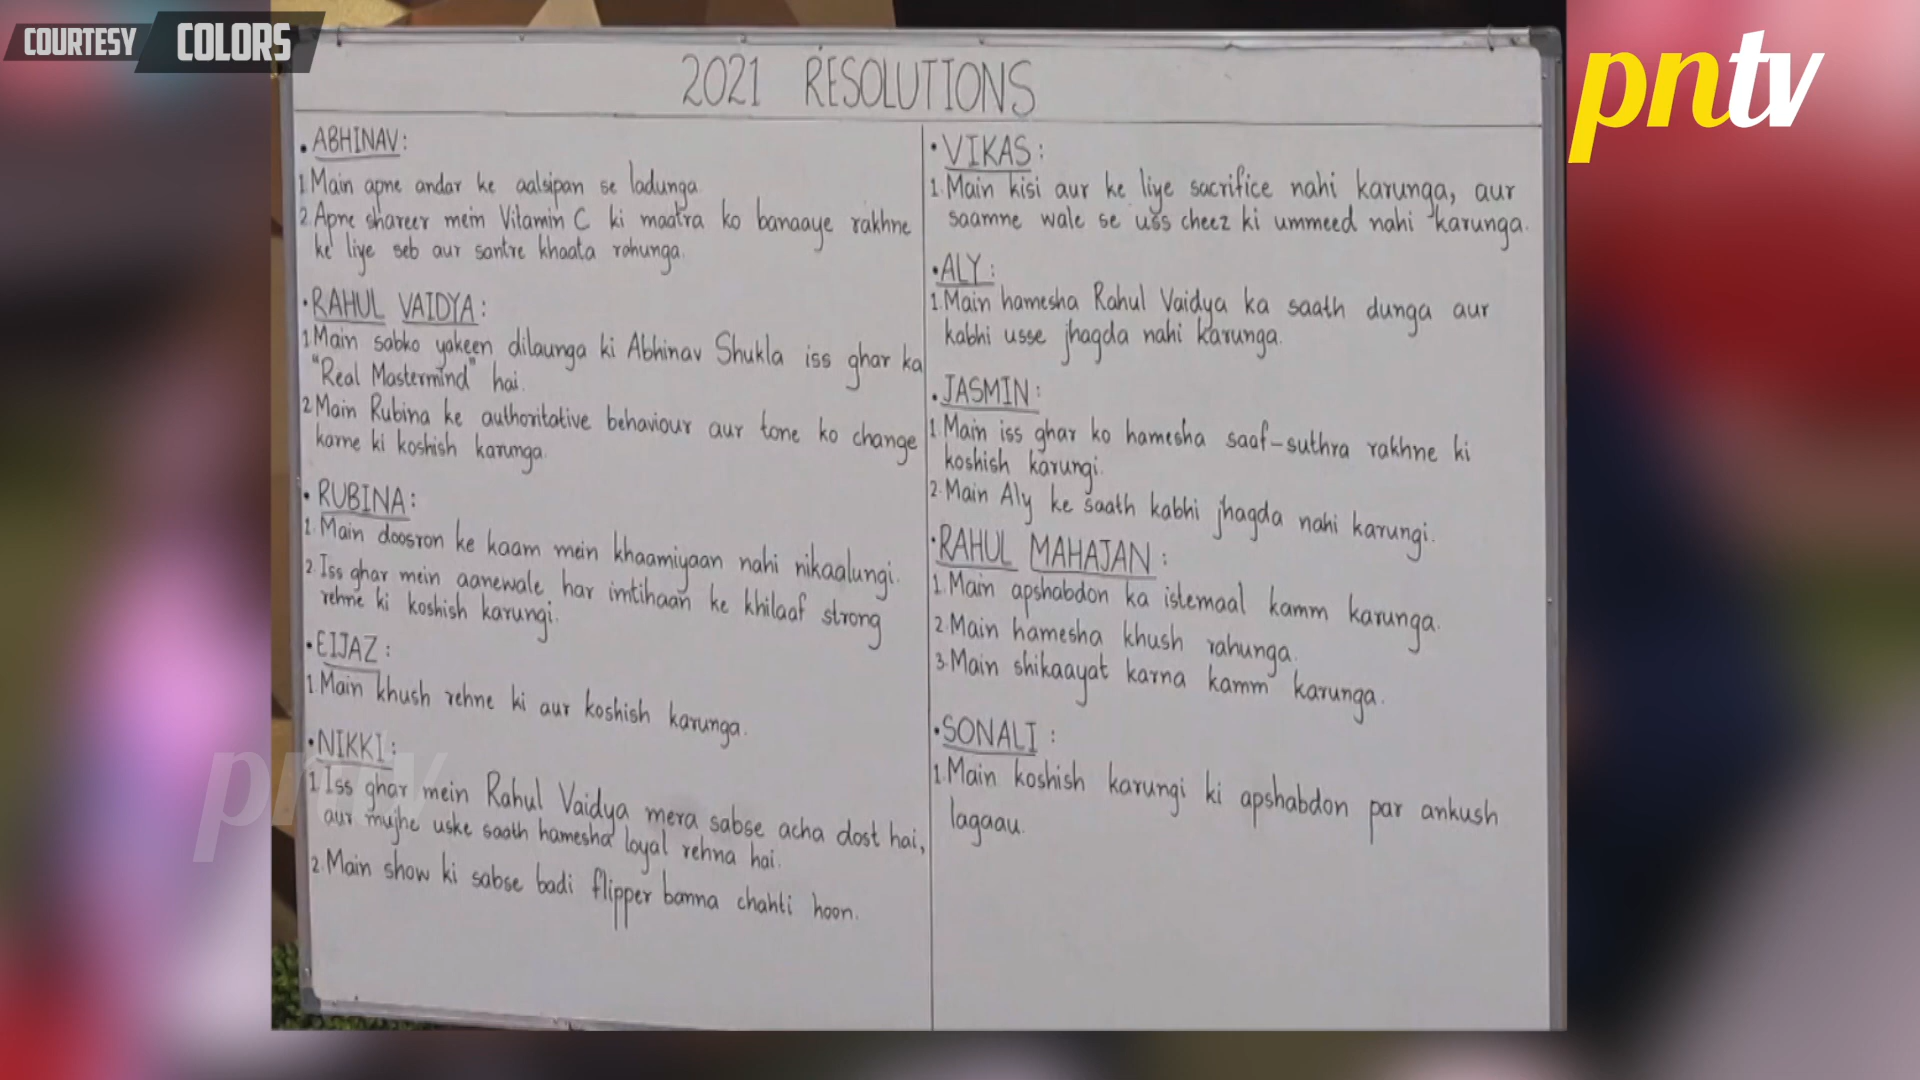 COURTESY COLORS
pntv
2021 RESOLUTIONS
• ABHINAV:
1. Main apne andar ke aalsipan se ladunga
2. Apne shareer mein Vitamin C ki maatra ko banaaye rakhne
ke liye seb aur santre khaata rahunga.
• RAHUL VAIDYA:
1 Main sabko yakeen dilaunga ki Abhinav Shukla iss ghar ka
"Real Mastermind" hai.
2 Main Rubina ke authoritative behaviour aur tone ko change
karne ki koshish karunga.
• RUBINA:
1. Main doosron ke kaam mein khaamiyaan nahi nikaalungi.
2. Iss ghar mein aanewale har imtihaan ke khilaaf strong
rehne ki koshish karungi.
• EIJAZ:
1. Main khush rehne ki aur koshish karunga.
• NIKKI:
1. Iss ghar mein Rahul Vaidya mera sabse acha dost hai,
aur mujhe uske saath hamesha loyal rehna hai.
2. Main show ki sabse badi flipper banna chahti hoon.
• VIKAS:
1. Main kisi aur ke liye sacrifice nahi karunga, aur
saamne wale se uss cheez ki ummeed nahi karunga.
• ALY:
1. Main hamesha Rahul Vaidya ka saath dunga aur
kabhi usse jhagda nahi karunga.
• JASMIN:
1 Main iss ghar ko hamesha saaf-suthra rakhne ki
koshish karungi.
2. Main Aly ke saath kabhi jhagda nahi karungi.
• RAHUL MAHAJAN:
1. Main apshabdon ka istemaal kamm karunga.
2. Main hamesha khush rahunga.
3. Main shikaayat karna kamm karunga.
• SONALI:
1. Main koshish karungi ki apshabdon par ankush
lagaau.
pntv